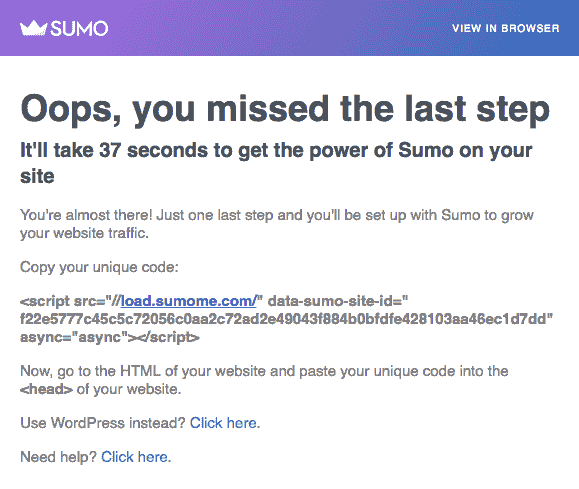 SUMO
VIEW IN BROWSER
Oops, you missed the last step
It'll take 37 seconds to get the power of Sumo on your
site
You're almost there! Just one last step and you'll be set up with Sumo to grow
your website traffic.
Copy your unique code:
<script src="//load.sumome.com/" data-sumo-site-id="
f22e5777c45c5c72056c0aa2c72ad2e49043f884b0bfdfe428103aa46ec1d7dd"
async="async"></script>
Now, go to the HTML of your website and paste your unique code into the
<head> of your website.
Use WordPress instead? Click here.
Need help? Click here.